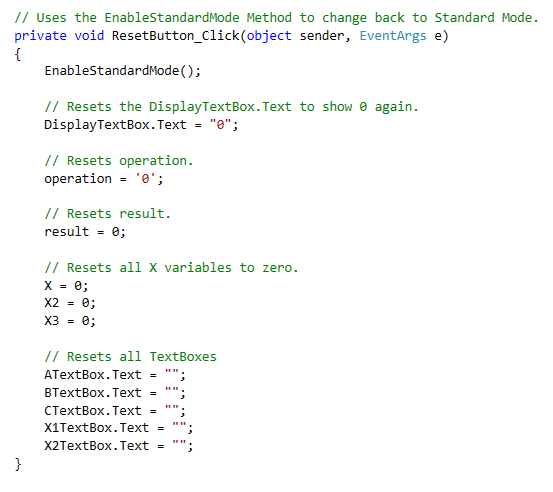 // Uses the EnableStandardMode Method to change back to Standard Mode.
private void ResetButton_Click(object sender, EventArgs e)
{
    EnableStandardMode();

    // Resets the DisplayTextBox.Text to show 0 again.
    DisplayTextBox.Text = "0";

    // Resets operation.
    operation = '0';

    // Resets result.
    result = 0;

    // Resets all X variables to zero.
    X = 0;
    X2 = 0;
    X3 = 0;

    // Resets all TextBoxes
    ATextBox.Text = "";
    BTextBox.Text = "";
    CTextBox.Text = "";
    X1TextBox.Text = "";
    X2TextBox.Text = "";
}